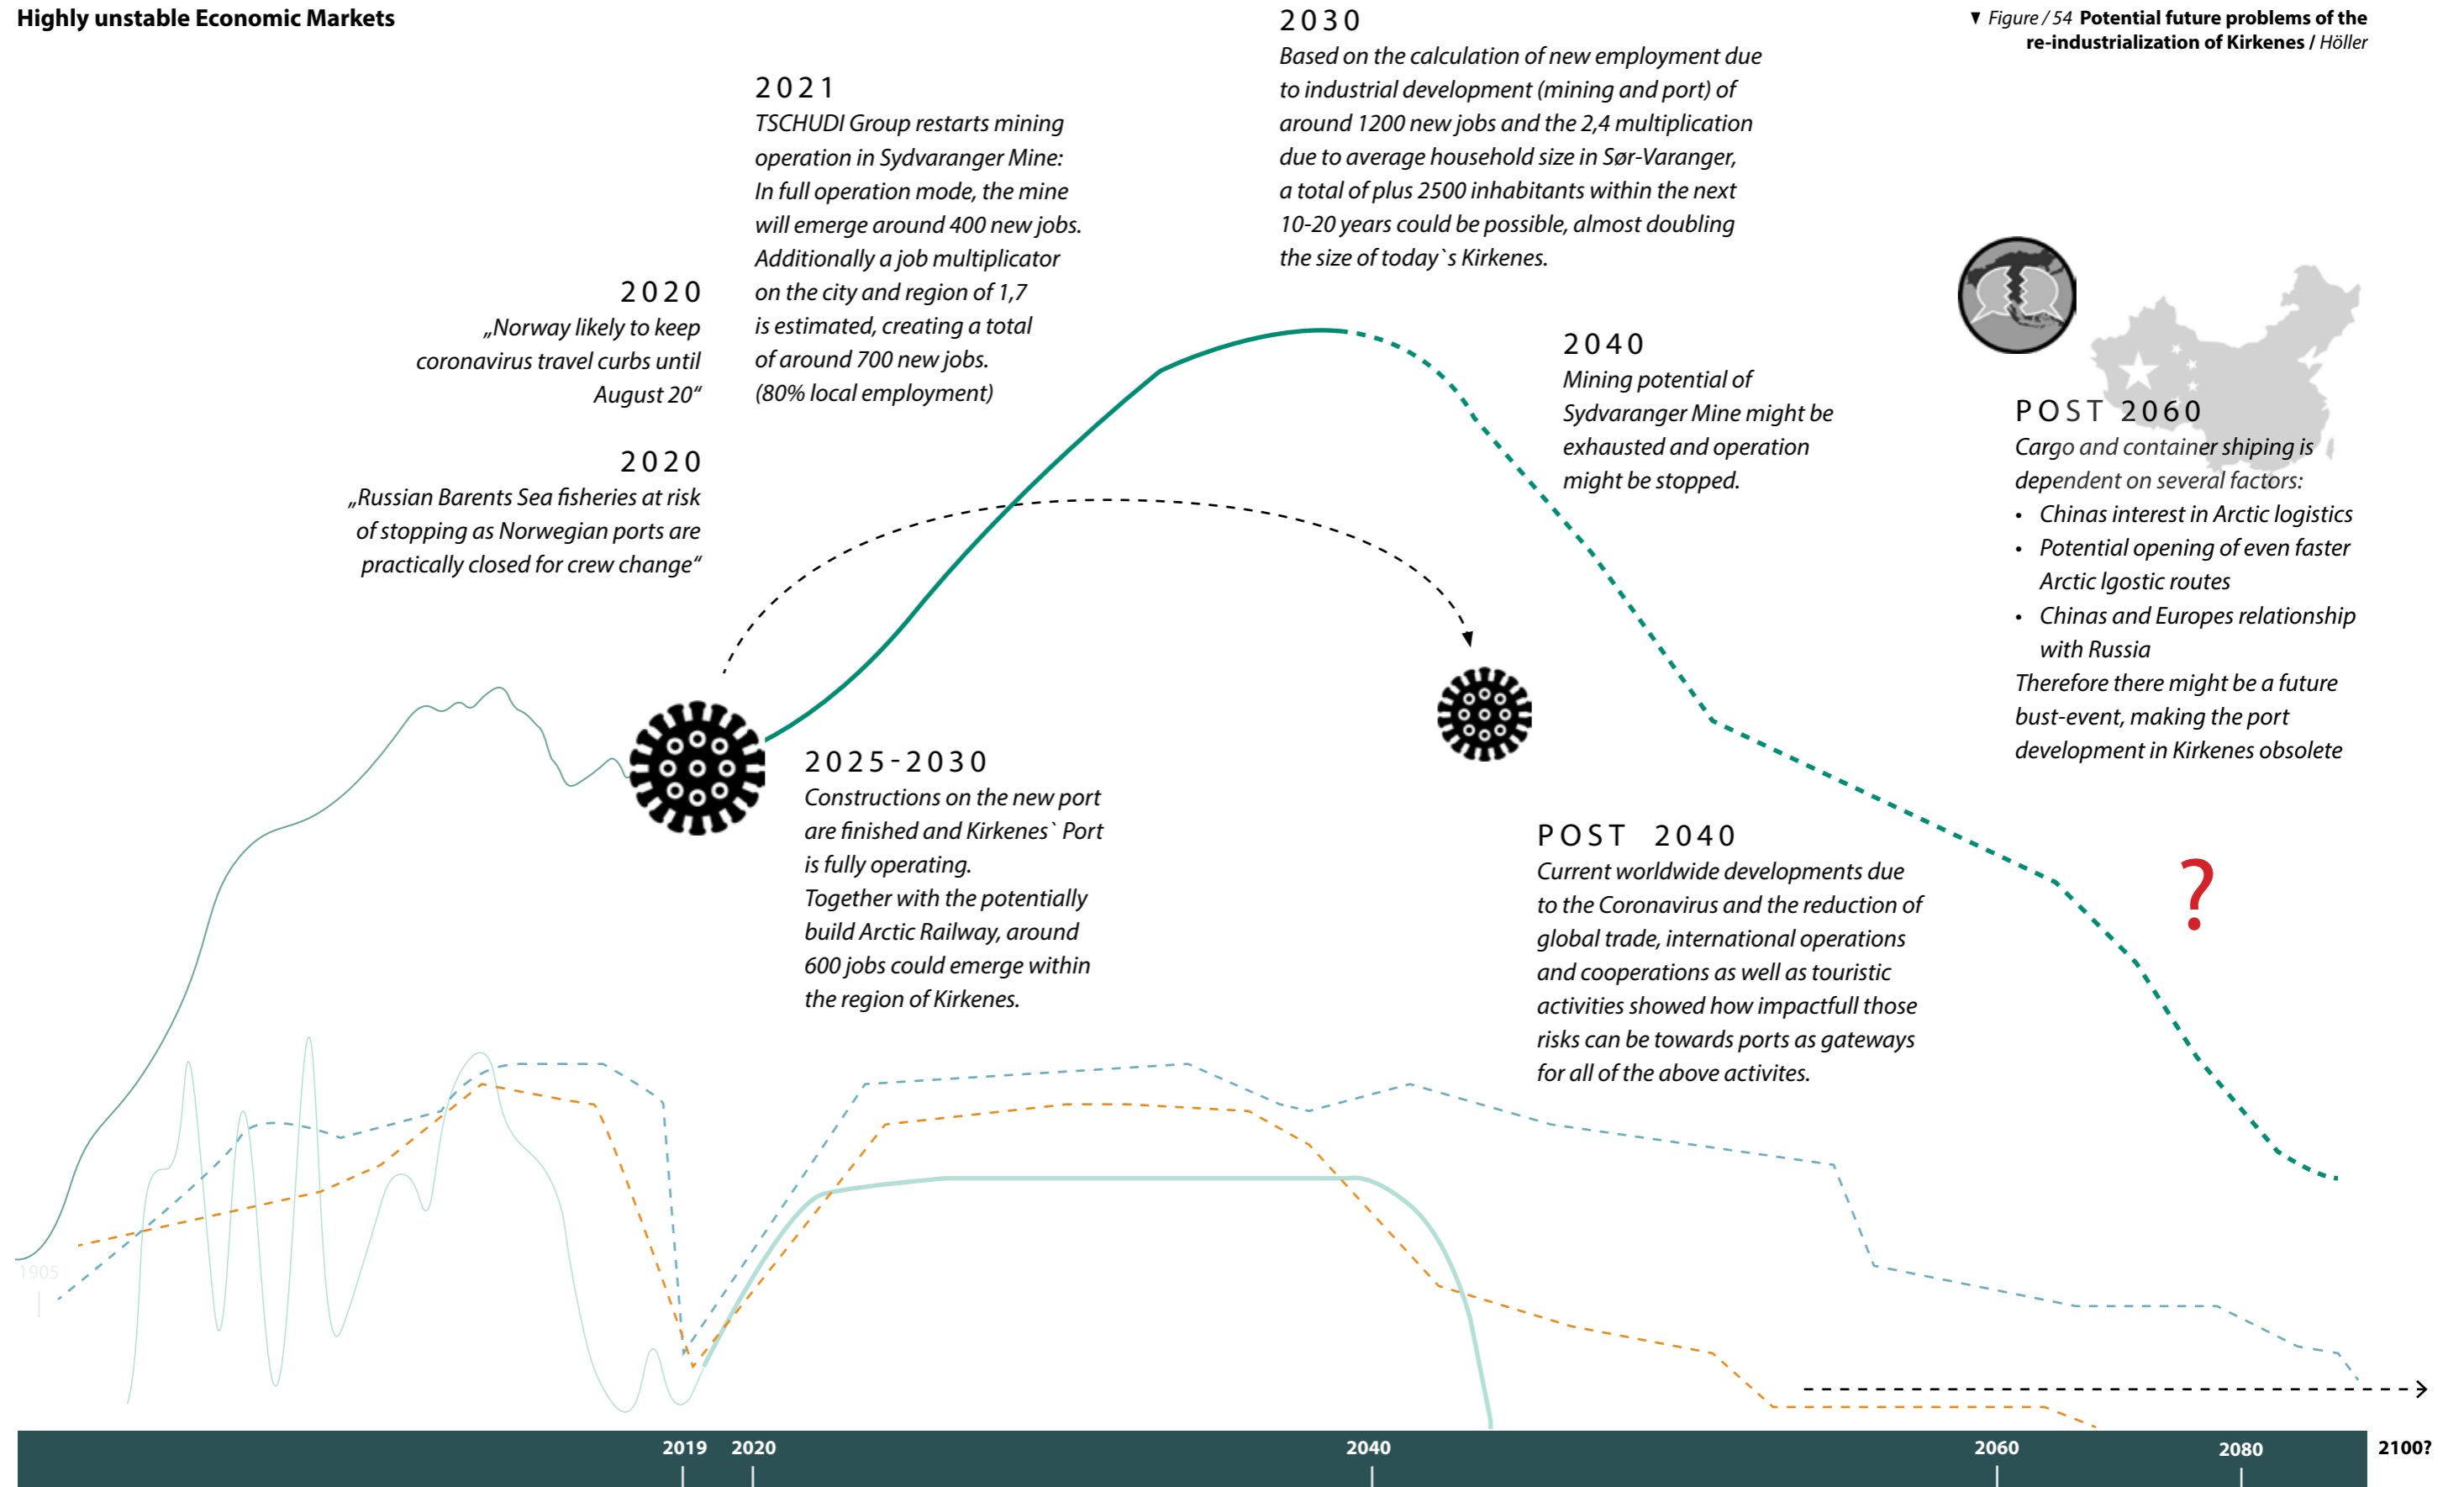 Highly unstable Economic Markets
▼ Figure / 54 Potential future problems of the
re-industrialization of Kirkenes / Höller
2030
Based on the calculation of new employment due
to industrial development (mining and port) of
around 1200 new jobs and the 2,4 multiplication
due to average household size in Sør-Varanger,
a total of plus 2500 inhabitants within the next
10-20 years could be possible, almost doubling
the size of today`s Kirkenes.
2021
TSCHUDI Group restarts mining
operation in Sydvaranger Mine:
In full operation mode, the mine
will emerge around 400 new jobs.
Additionally a job multiplicator
on the city and region of 1,7
is estimated, creating a total
of around 700 new jobs.
(80% local employment)
2020
„Norway likely to keep
coronavirus travel curbs until
August 20“
2020
„Russian Barents Sea fisheries at risk
of stopping as Norwegian ports are
practically closed for crew change“
2040
Mining potential of
Sydvaranger Mine might be
exhausted and operation
might be stopped.
POST 2060
Cargo and container shiping is
dependent on several factors:
• Chinas interest in Arctic logistics
• Potential opening of even faster
Arctic lgostic routes
• Chinas and Europes relationship
with Russia
Therefore there might be a future
bust-event, making the port
development in Kirkenes obsolete
2025-2030
Constructions on the new port
are finished and Kirkenes` Port
is fully operating.
Together with the potentially
build Arctic Railway, around
600 jobs could emerge within
the region of Kirkenes.
POST 2040
Current worldwide developments due
to the Coronavirus and the reduction of
global trade, international operations
and cooperations as well as touristic
activities showed how impactfull those
risks can be towards ports as gateways
for all of the above activites.
?
1905
2019 2020 2040 2060 2080 2100?